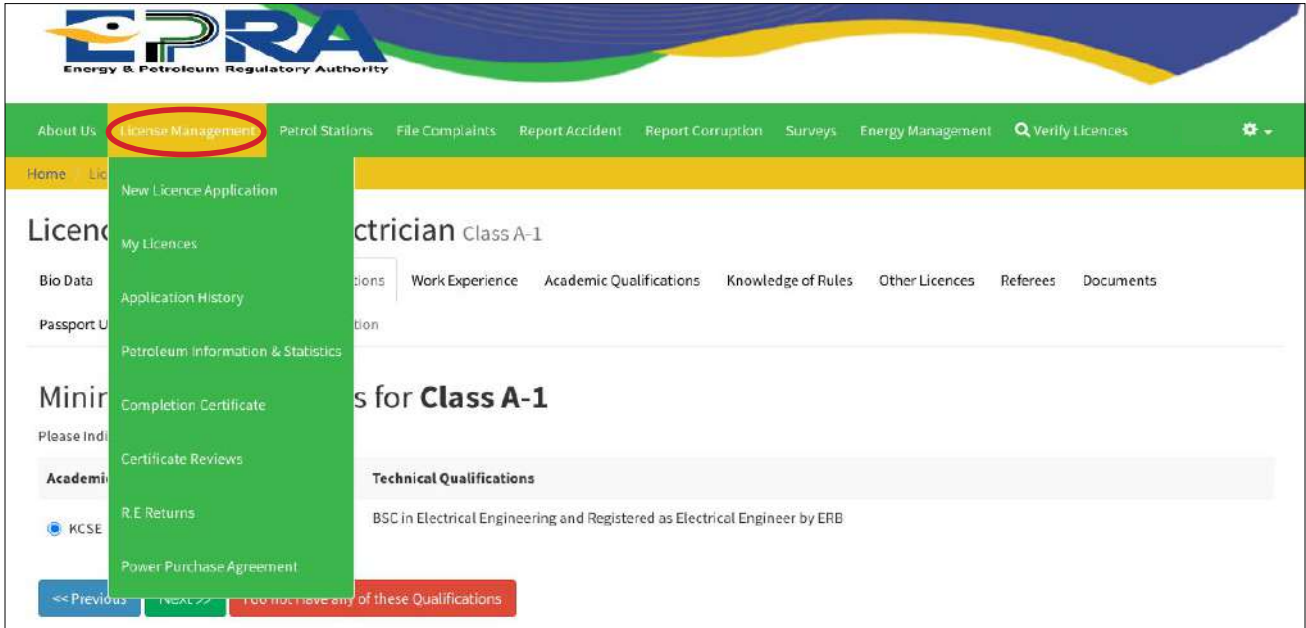 EPRA
Energy & Petroleum Regulatory Authority
About Us License Management Petrol Stations File Complaints Report Accident Report Corruption Surveys Energy Management Verify Licences
Home Lic
New Licence Application
Licenc ctrician Class A-1
My Licences
Bio Data tions Work Experience Academic Qualifications Knowledge of Rules Other Licences Referees Documents
Application History
Passport U tion
Petroleum Information & Statistics
Minir s for Class A-1
Completion Certificate
Please Indi
Certificate Reviews
Academi Technical Qualifications
R.E Returns
KCSE BSC in Electrical Engineering and Registered as Electrical Engineer by ERB
Power Purchase Agreement
<< Previous Next >> I do not have any of these Qualifications